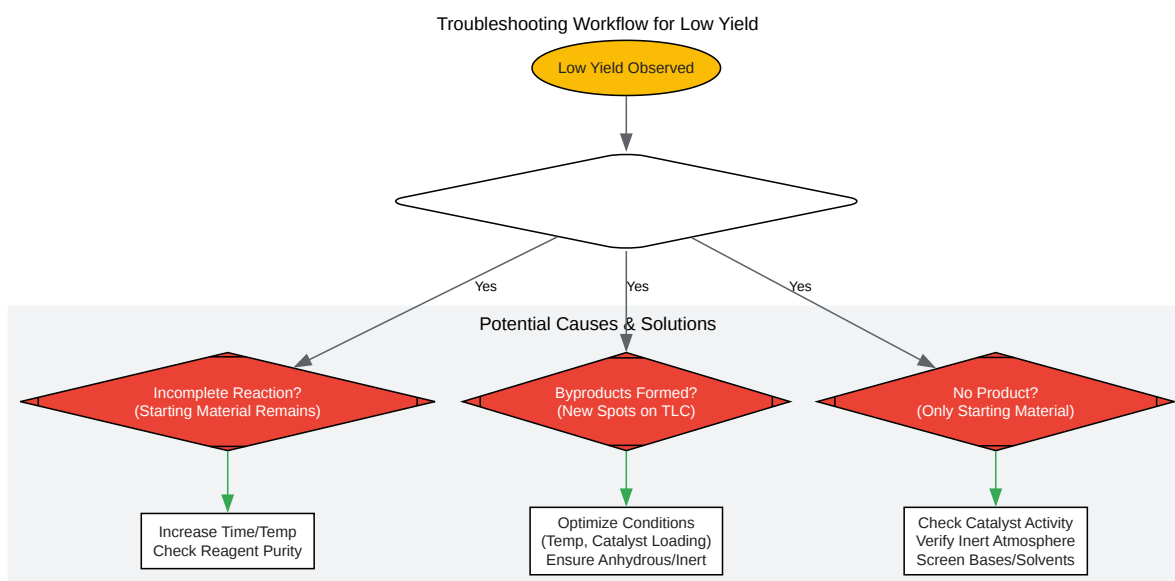 Troubleshooting Workflow for Low Yield
Low Yield Observed
Yes
Yes
Yes
Potential Causes & Solutions
Incomplete Reaction?
(Starting Material Remains)
Byproducts Formed?
(New Spots on TLC)
No Product?
(Only Starting Material)
Increase Time/Temp
Check Reagent Purity
Optimize Conditions
(Temp, Catalyst Loading)
Ensure Anhydrous/Inert
Check Catalyst Activity
Verify Inert Atmosphere
Screen Bases/Solvents